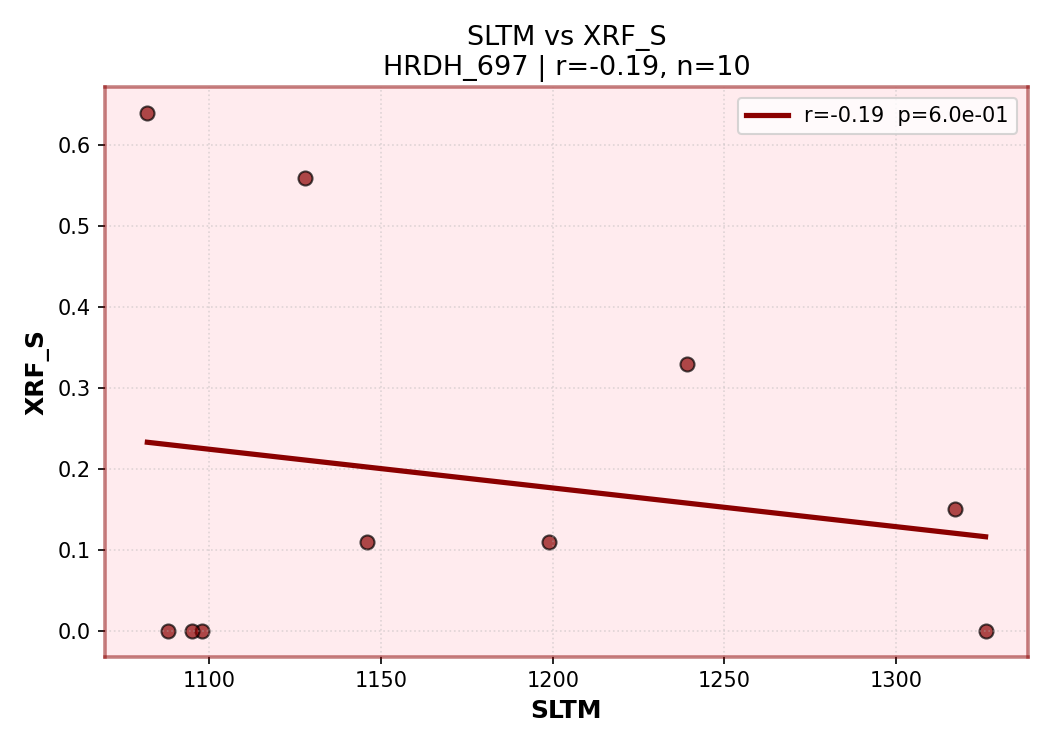 SLTM vs XRF_S
HRDH_697 | r=-0.19, n=10
r=-0.19  p=6.0e-01
XRF_S
0.6
0.5
0.4
0.3
0.2
0.1
0.0
1100
1150
1200
1250
1300
SLTM